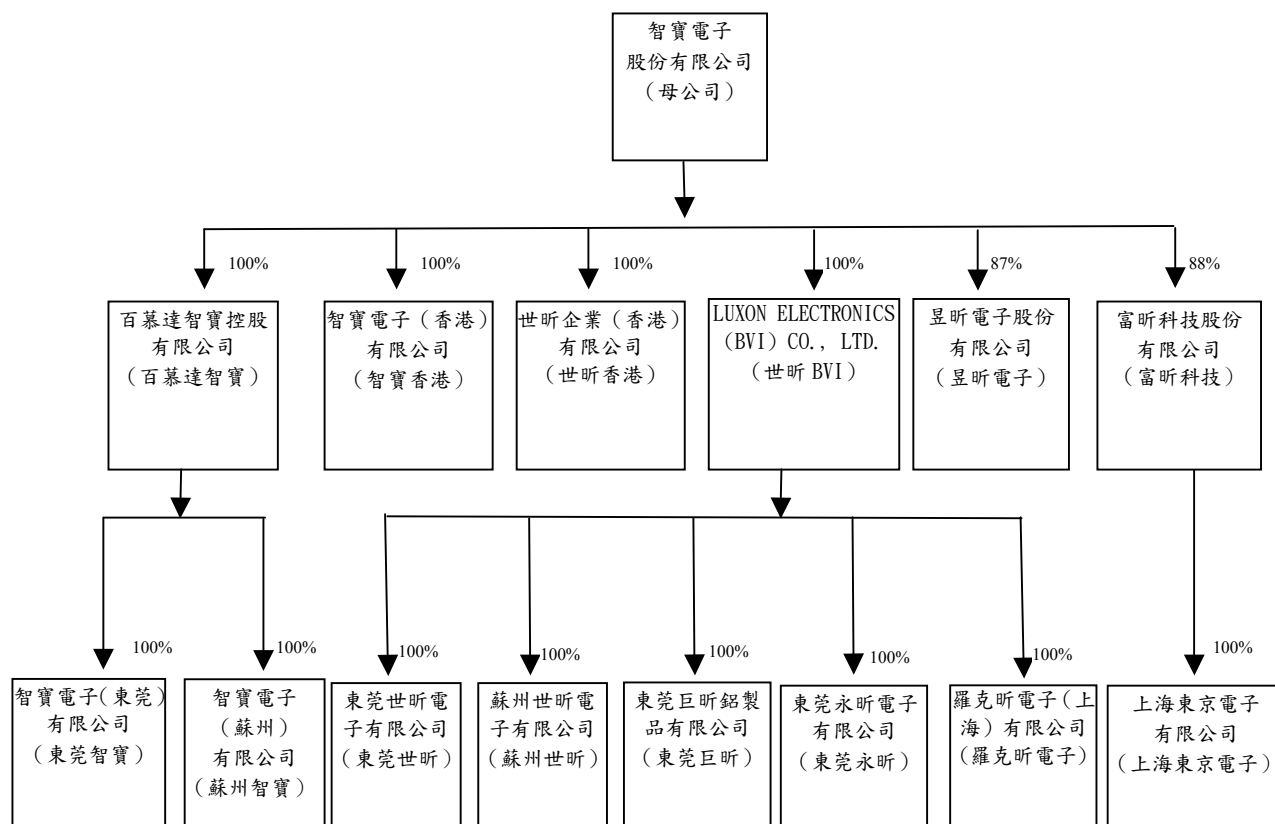 智寶電子
股份有限公司
（母公司）
100%
100%
100%
100%
87%
88%
百慕達智寶控股
有限公司
（百慕達智寶）
智寶電子（香港）
有限公司
（智寶香港）
世昕企業（香港）
有限公司
（世昕香港）
LUXON ELECTRONICS
(BVI) CO., LTD.
（世昕 BVI）
昱昕電子股份
有限公司
（昱昕電子）
富昕科技股份
有限公司
（富昕科技）
100%
100%
100%
100%
100%
100%
100%
100%
智寶電子(東莞)
有限公司
（東莞智寶）
智寶電子
（蘇州）
有限公司
（蘇州智寶）
東莞世昕電
子有限公司
（東莞世昕）
蘇州世昕電
子有限公司
（蘇州世昕）
東莞巨昕鋁製
品有限公司
（東莞巨昕）
東莞永昕電子
有限公司
（東莞永昕）
羅克昕電子(上
海）有限公司
(羅克昕電子)
上海東京電子
有限公司
(上海東京電子)